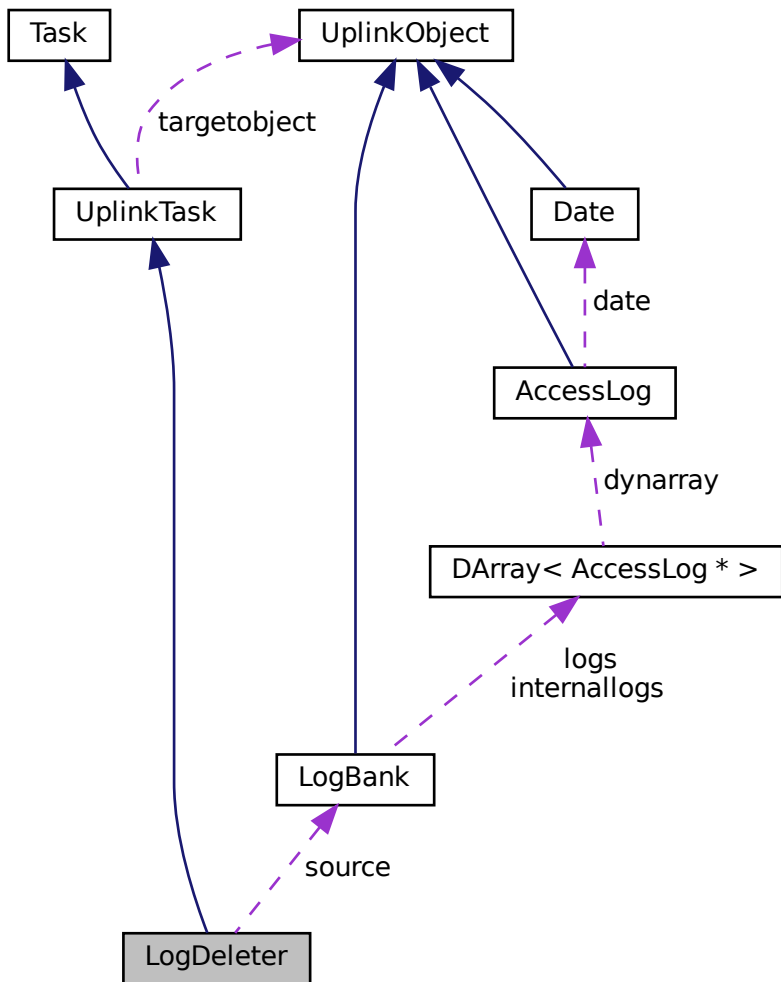 Task
UplinkObject
targetobject
UplinkTask
Date
date
AccessLog
dynarray
DArray< AccessLog * >
logs
internallogs
LogBank
source
LogDeleter